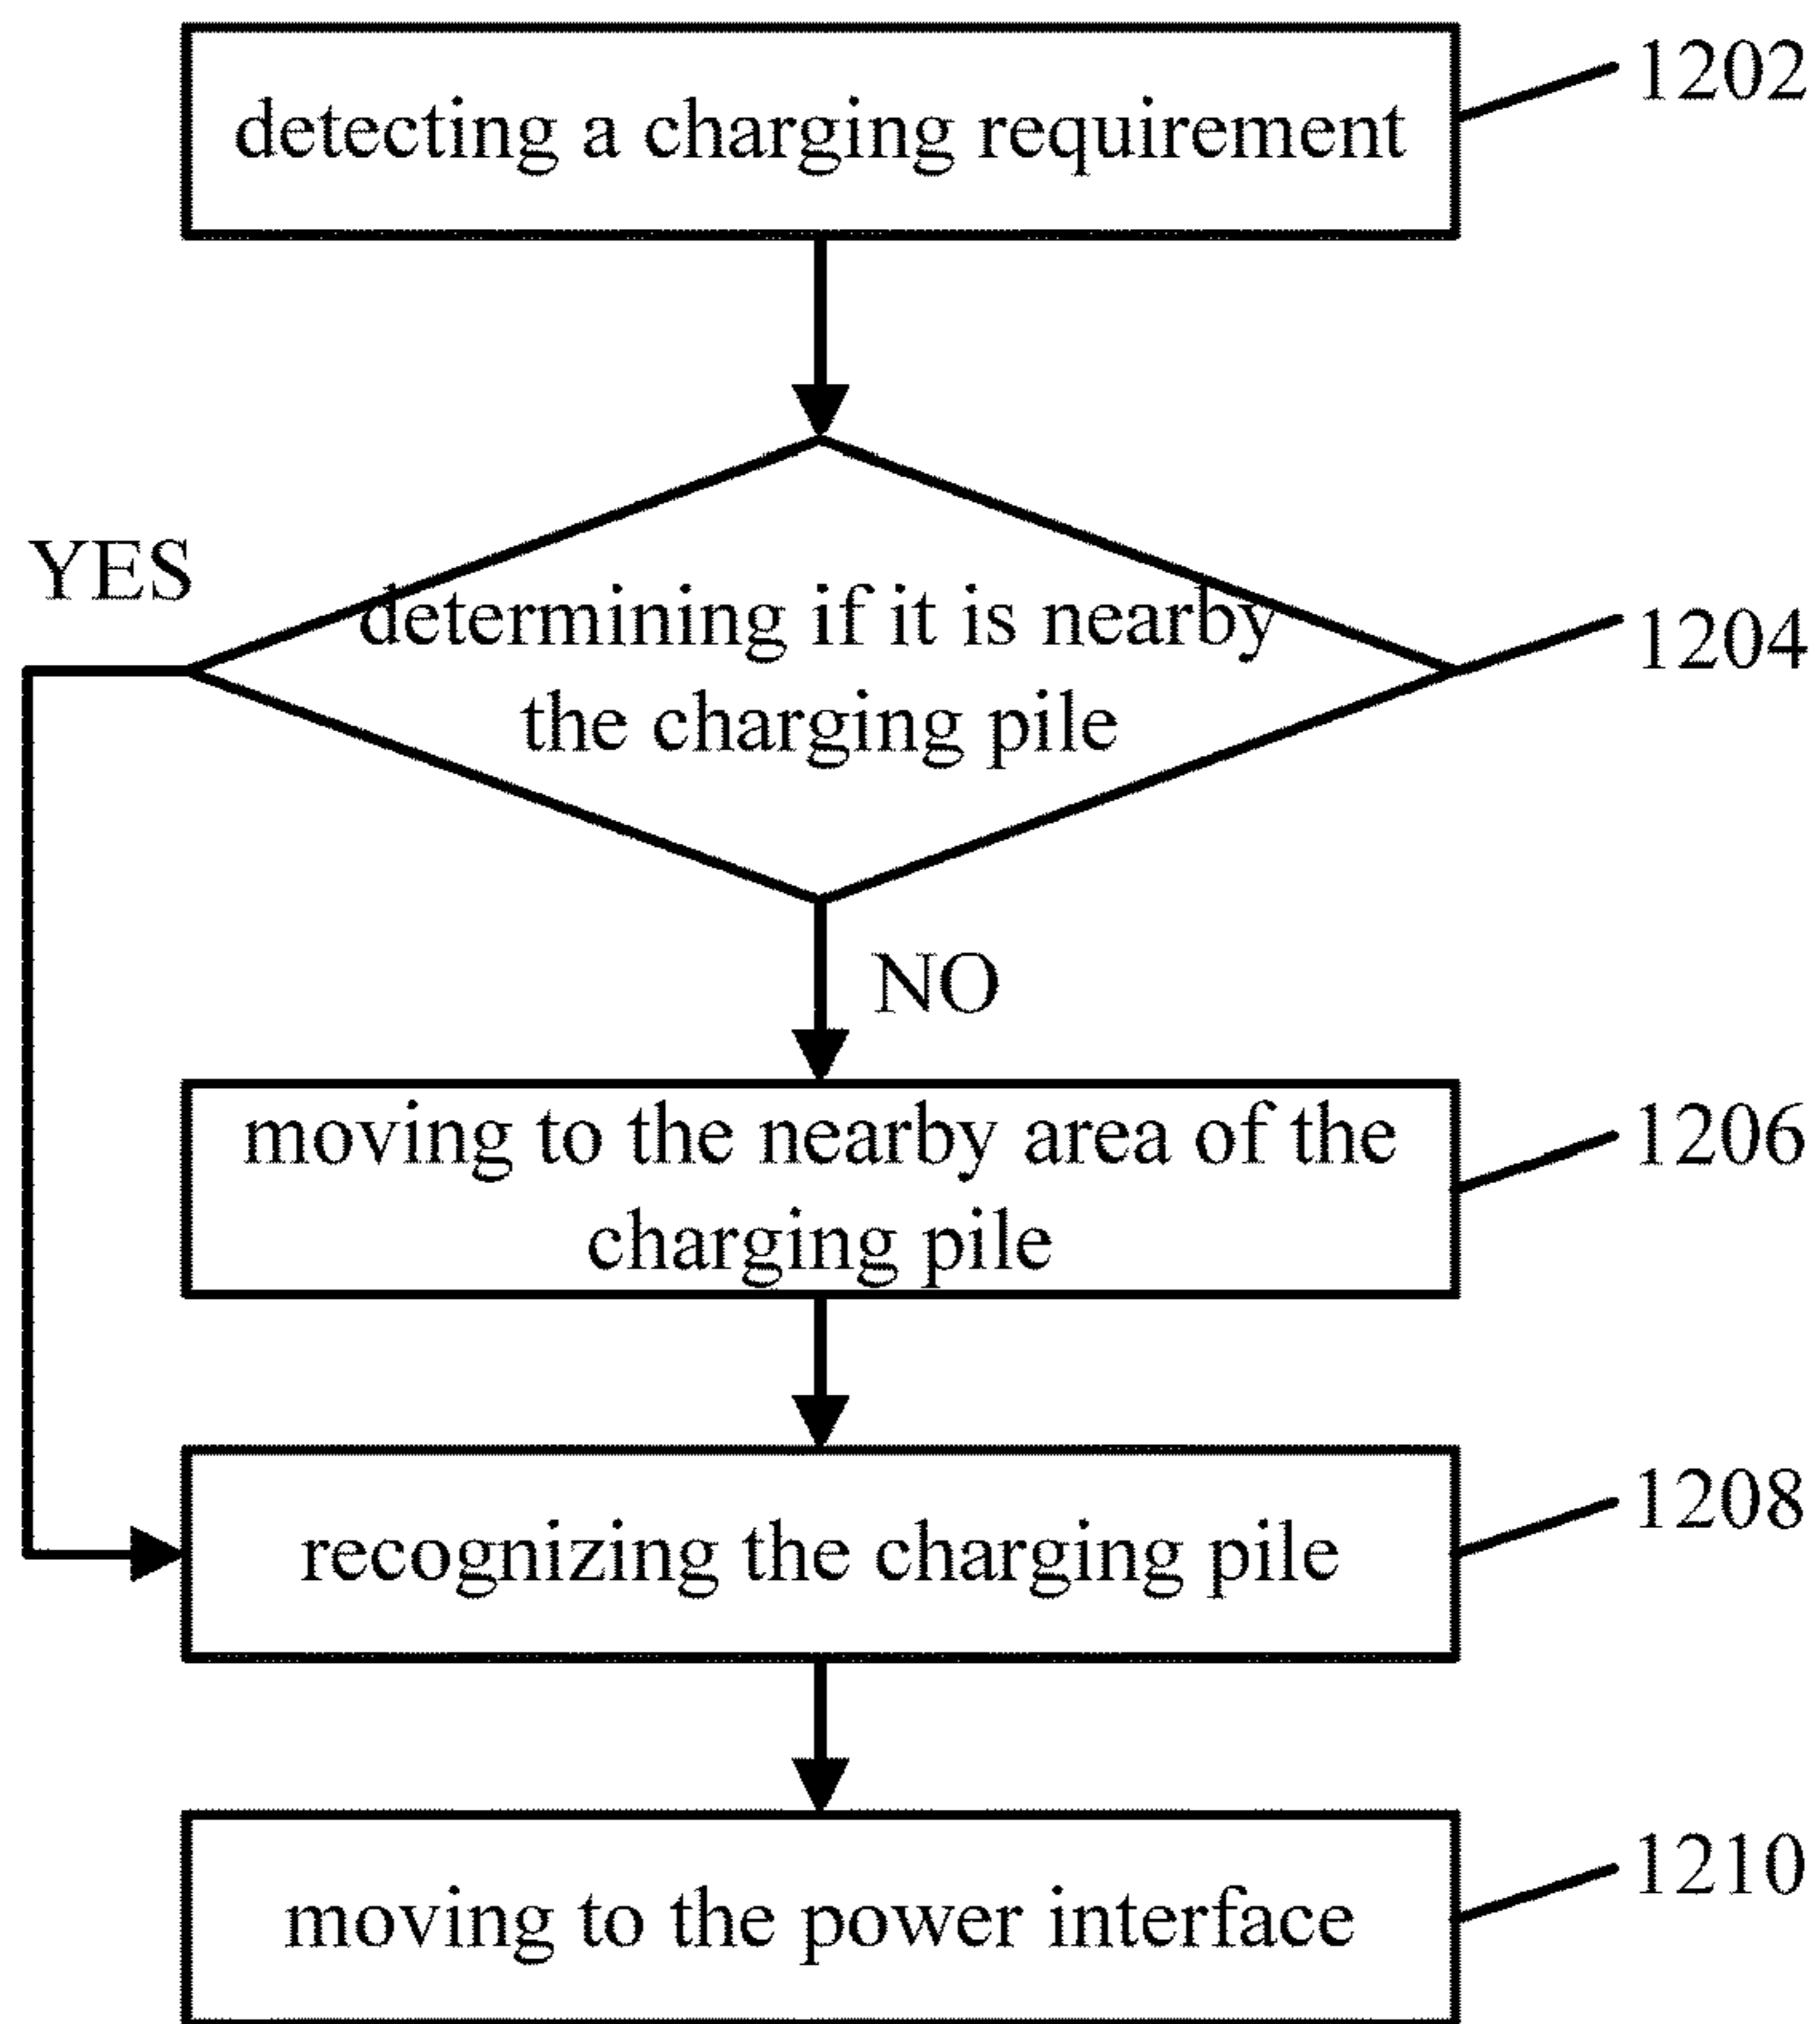 detecting a charging requirement
1202
YES
determining if it is nearby
the charging pile
1204
NO
moving to the nearby area of the
charging pile
1206
recognizing the charging pile
1208
moving to the power interface
1210